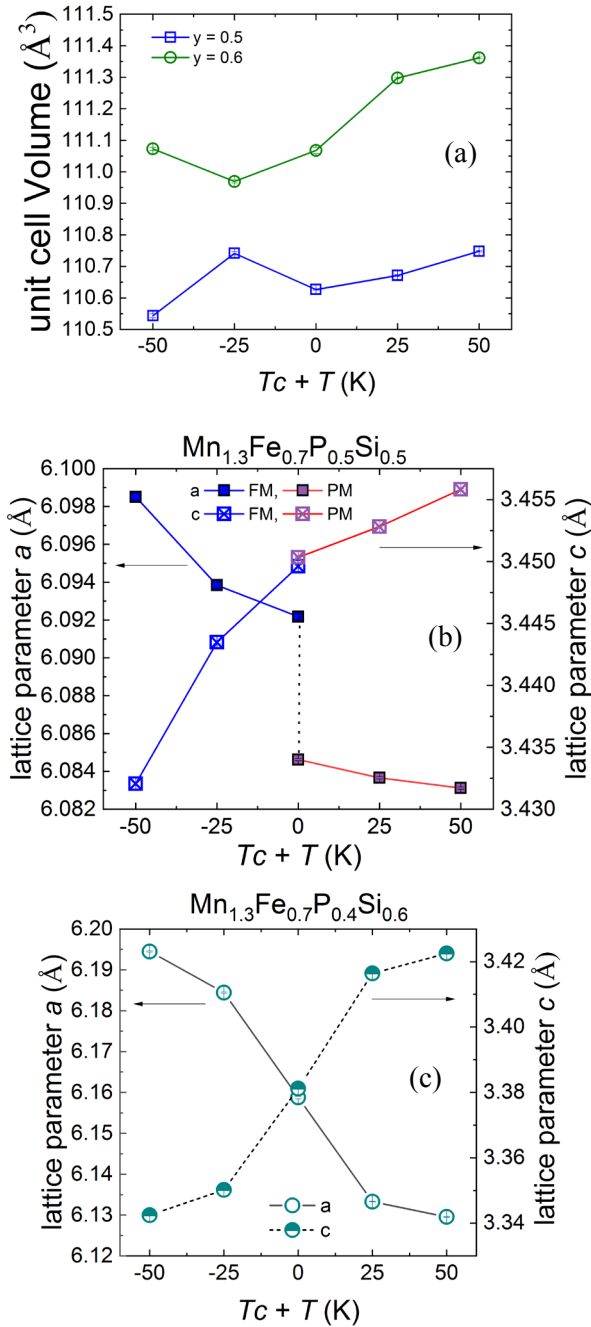 111.5
111.4
111.3
111.2
111.1
111.0
110.9
110.8
110.7
110.6
110.5
unit cell Volume (Å³)
y = 0.5
y = 0.6
(a)
-50 -25 0 25 50
Tc + T (K)
Mn₁.₃Fe₀.₇P₀.₅Si₀.₅
6.100
6.098
6.096
6.094
6.092
6.090
6.088
6.086
6.084
6.082
lattice parameter a (Å)
a FM, PM
c FM, PM
(b)
3.455
3.450
3.445
3.440
3.435
3.430
lattice parameter c (Å)
-50 -25 0 25 50
Tc + T (K)
Mn₁.₃Fe₀.₇P₀.₄Si₀.₆
6.20
6.19
6.18
6.17
6.16
6.15
6.14
6.13
6.12
lattice parameter a (Å)
(c)
a
c
3.42
3.40
3.38
3.36
3.34
lattice parameter c (Å)
-50 -25 0 25 50
Tc + T (K)